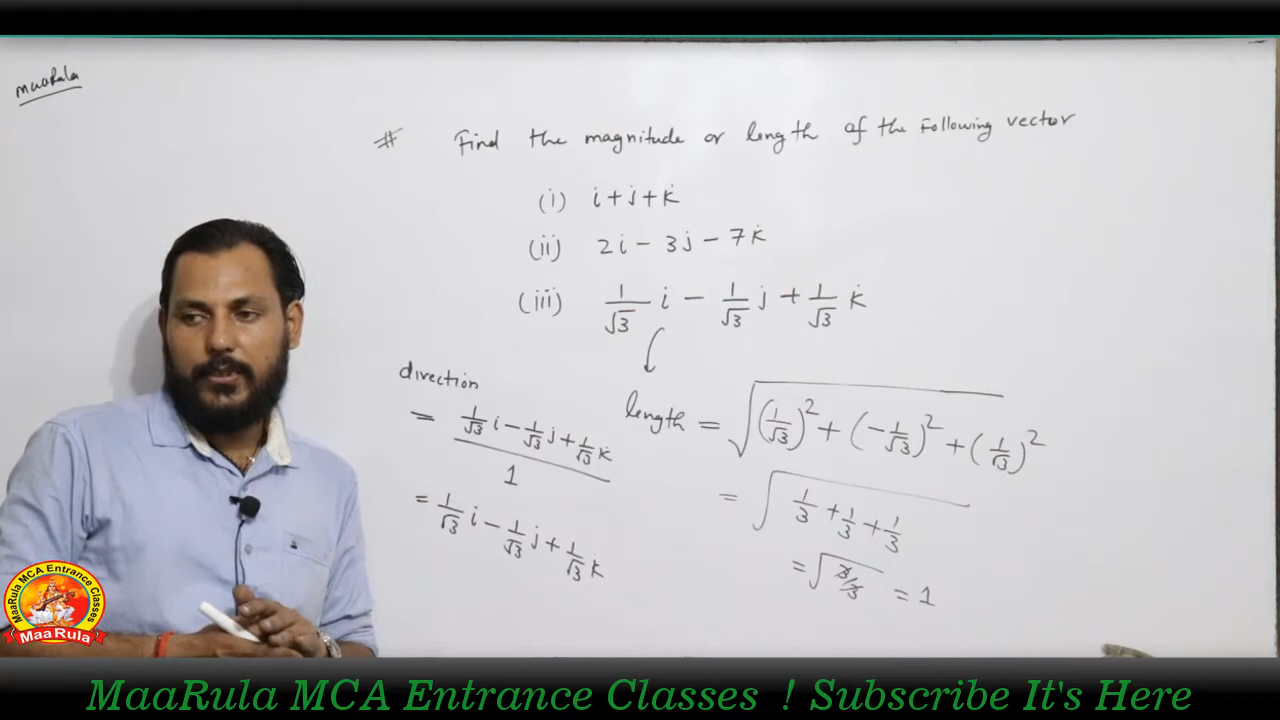 maaRula
# Find the magnitude or length of the following vector
(i) i + j + k
(ii) 2i - 3j - 7k
(iii) 1/√3 i - 1/√3 j + 1/√3 k
direction
= (1/√3 i - 1/√3 j + 1/√3 k) / 1
= 1/√3 i - 1/√3 j + 1/√3 k
length = √((1/√3)² + (-1/√3)² + (1/√3)²)
= √(1/3 + 1/3 + 1/3)
= √(3/3) = 1
MaaRula MCA Entrance Classes
MaaRula
MaaRula MCA Entrance Classes ! Subscribe It's Here